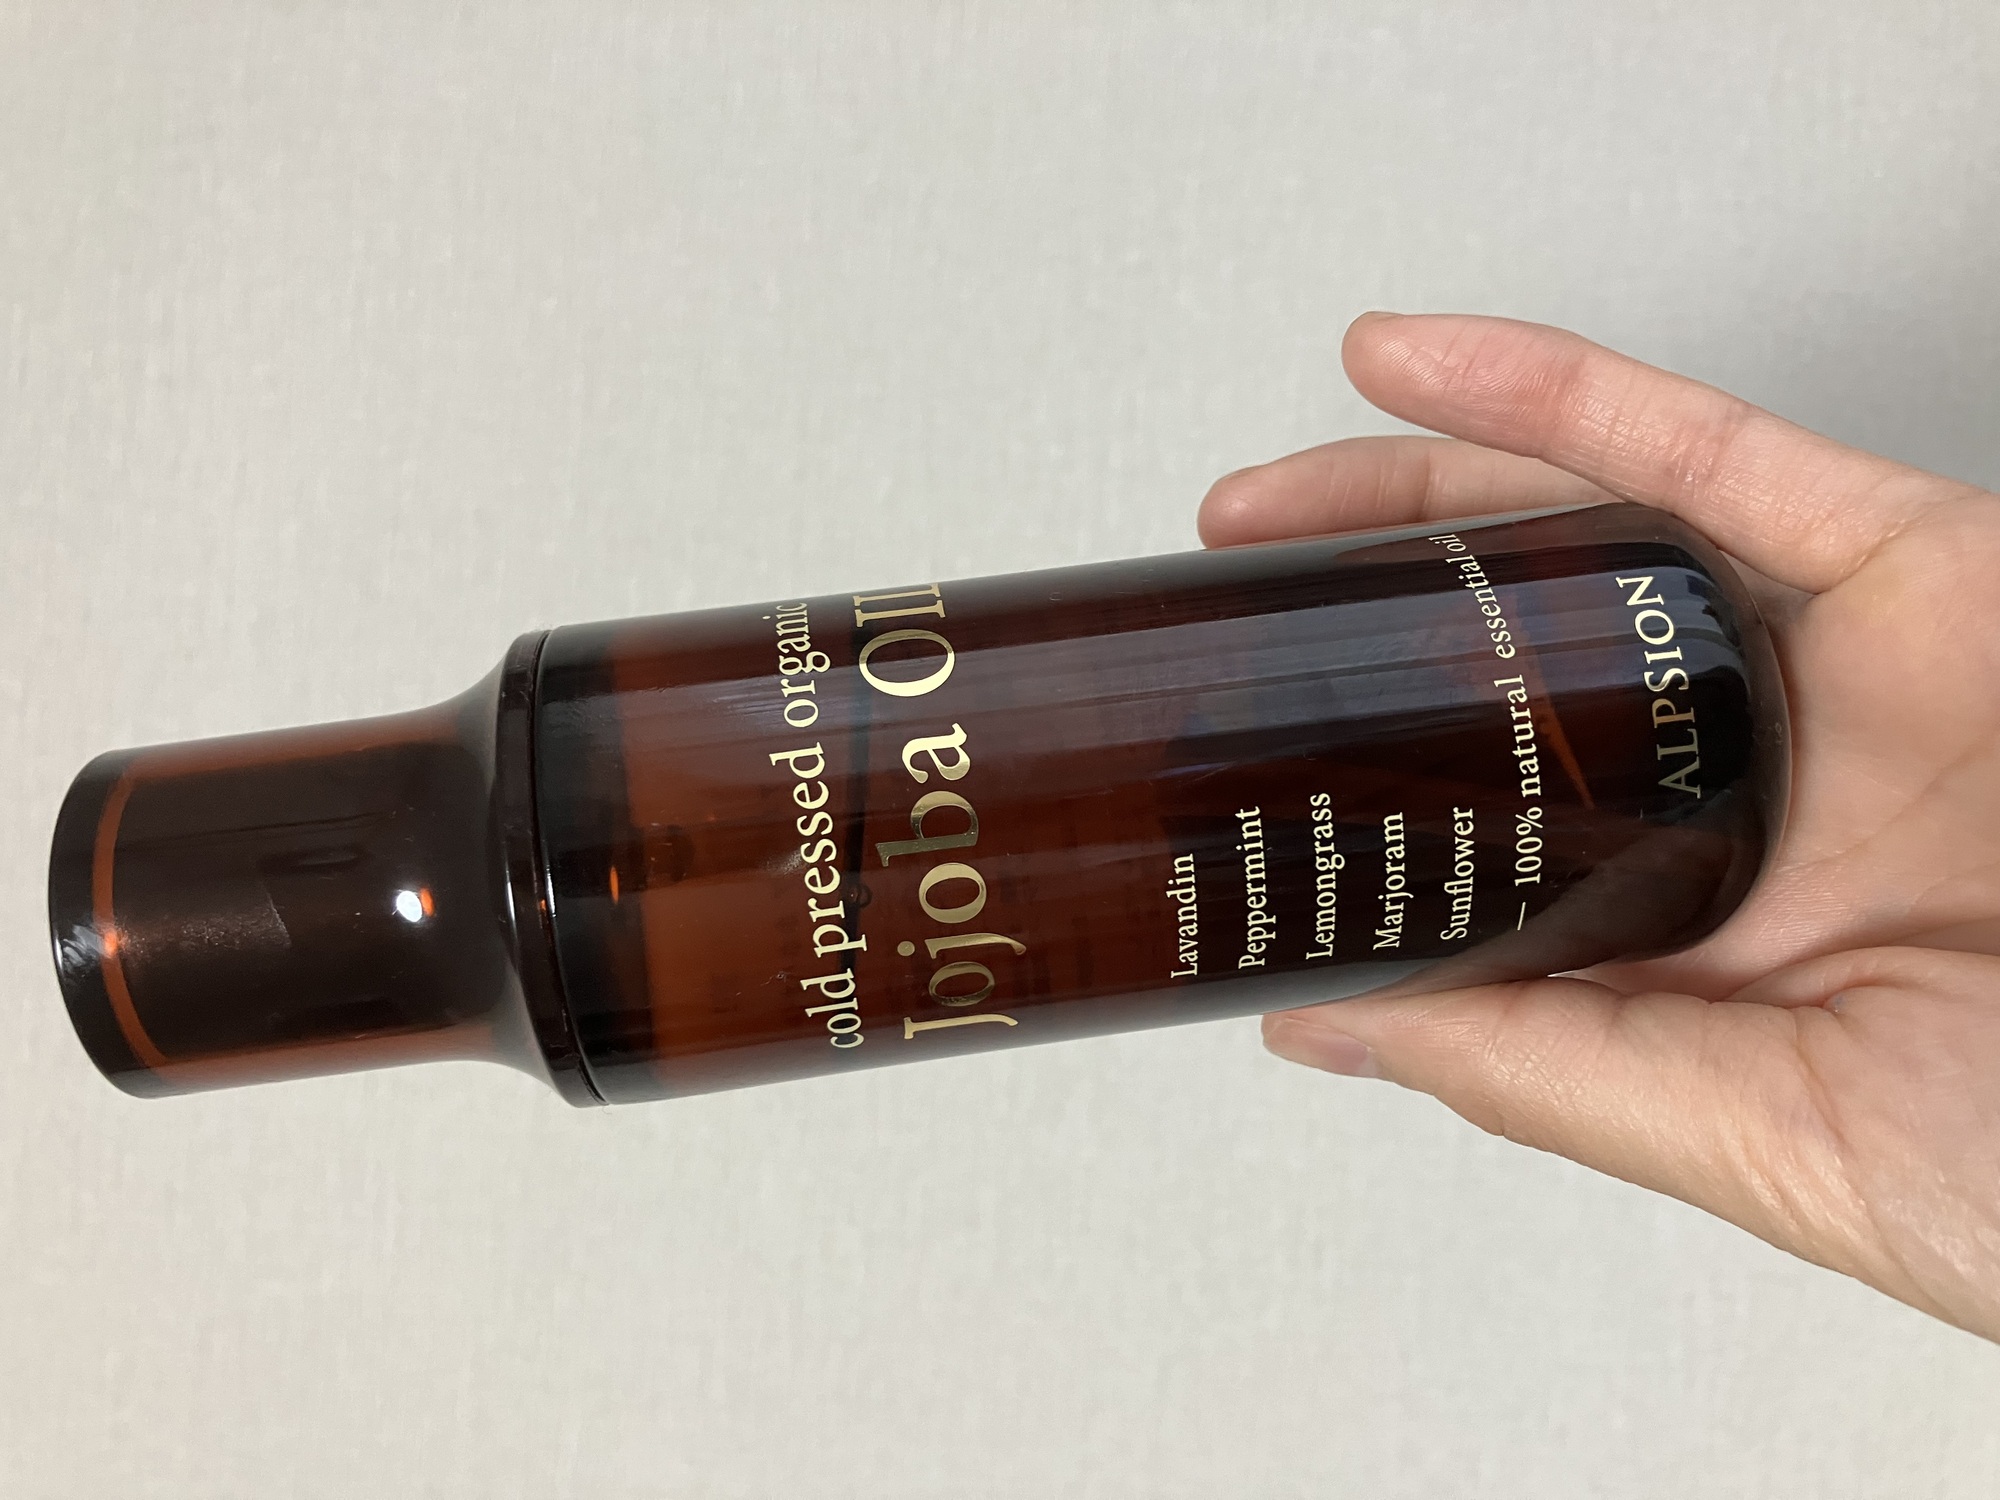 cold pressed organic
Jojoba OIL
Lavandin
Peppermint
Lemongrass
Marjoram
Sunflower
— 100% natural essential oil
ALPSION